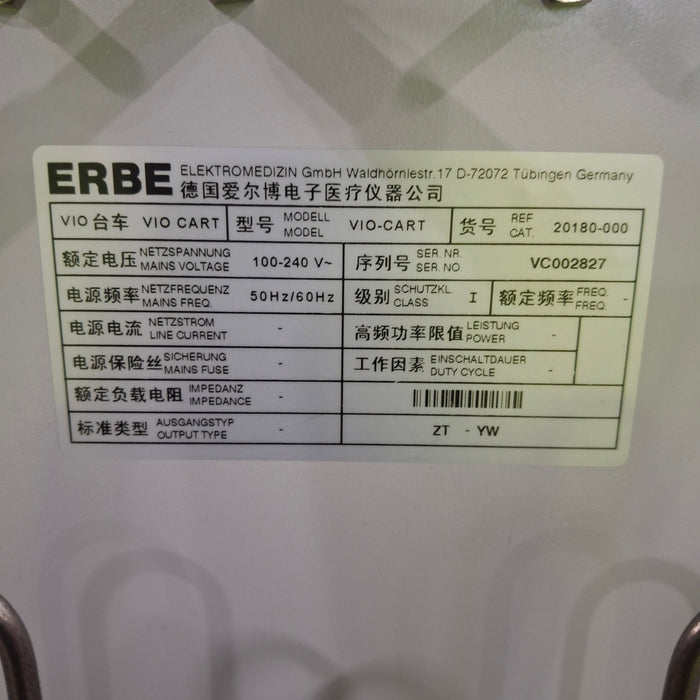 ERBE ELEKTROMEDIZIN GmbH Waldhörnlestr.17 D-72072 Tübingen Germany
德国爱尔博电子医疗仪器公司
VIO台车 VIO CART 型号 MODELL MODEL VIO-CART 货号 REF CAT. 20180-000
额定电压 NETZSPANNUNG MAINS VOLTAGE 100-240 V~ 序列号 SER. NR. SER. NO. VC002827
电源频率 NETZFREQUENZ MAINS FREQ. 50Hz/60Hz 级别 SCHUTZKL. CLASS I 额定频率 FREQ. FREQ. -
电源电流 NETZSTROM LINE CURRENT - 高频功率限值 LEISTUNG POWER -
电源保险丝 SICHERUNG MAINS FUSE - 工作因素 EINSCHALTDAUER DUTY CYCLE -
额定负载电阻 IMPEDANZ IMPEDANCE -
标准类型 AUSGANGSTYP OUTPUT TYPE - ZT - YW